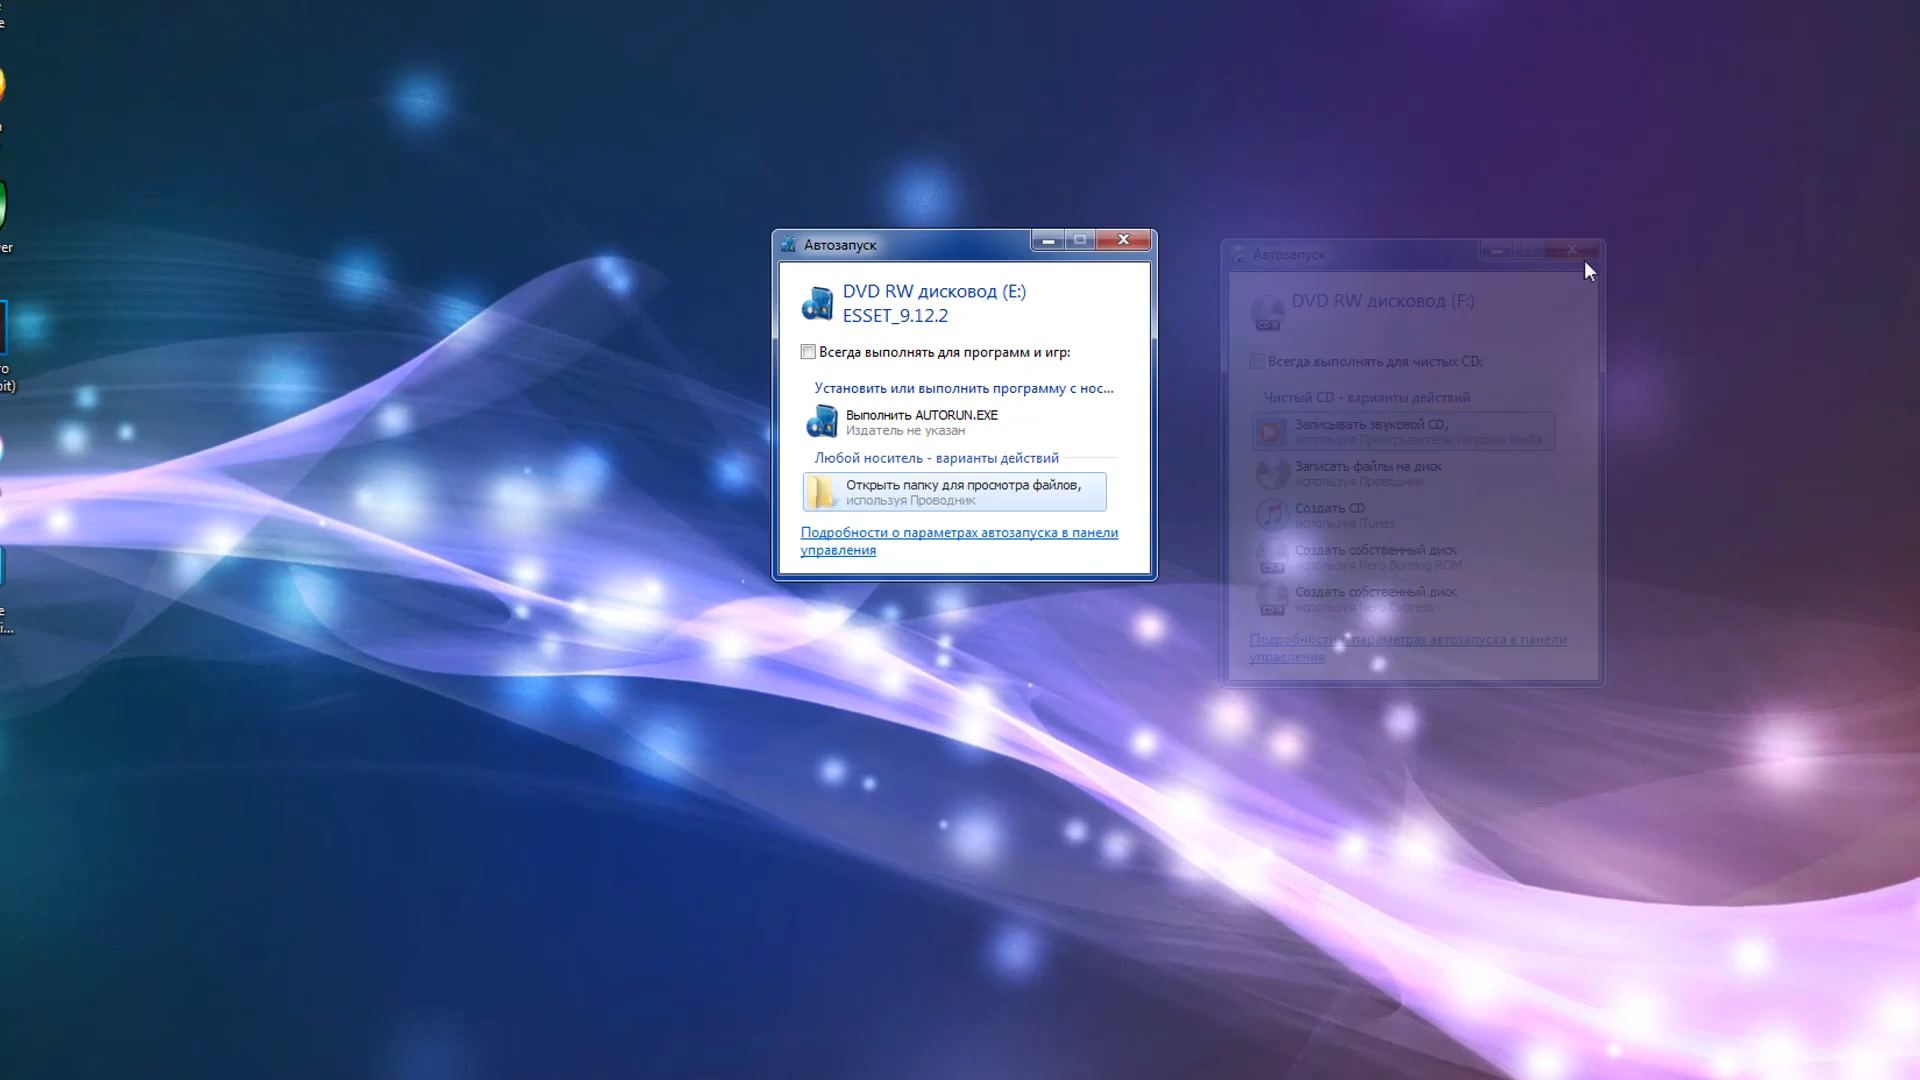 e
ver
bit)
Автозапуск
DVD RW дисковод (E:)
ESSET_9.12.2
Всегда выполнять для программ и игр:
Установить или выполнить программу с нос...
Выполнить AUTORUN.EXE
Издатель не указан
Любой носитель - варианты действий
Открыть папку для просмотра файлов,
используя Проводник
Подробности о параметрах автозапуска в панели
управления
Автозапуск
DVD RW дисковод (F:)
Всегда выполнять для чистых CD:
Чистый CD - варианты действий
Записывать звуковой CD,
используя Проигрыватель Windows Media
Записать файлы на диск
используя Проводник
Создать CD
используя iTunes
Создать собственный диск
используя Nero Burning ROM
Создать собственный диск
используя Nero Express
Подробности о параметрах автозапуска в панели
управления